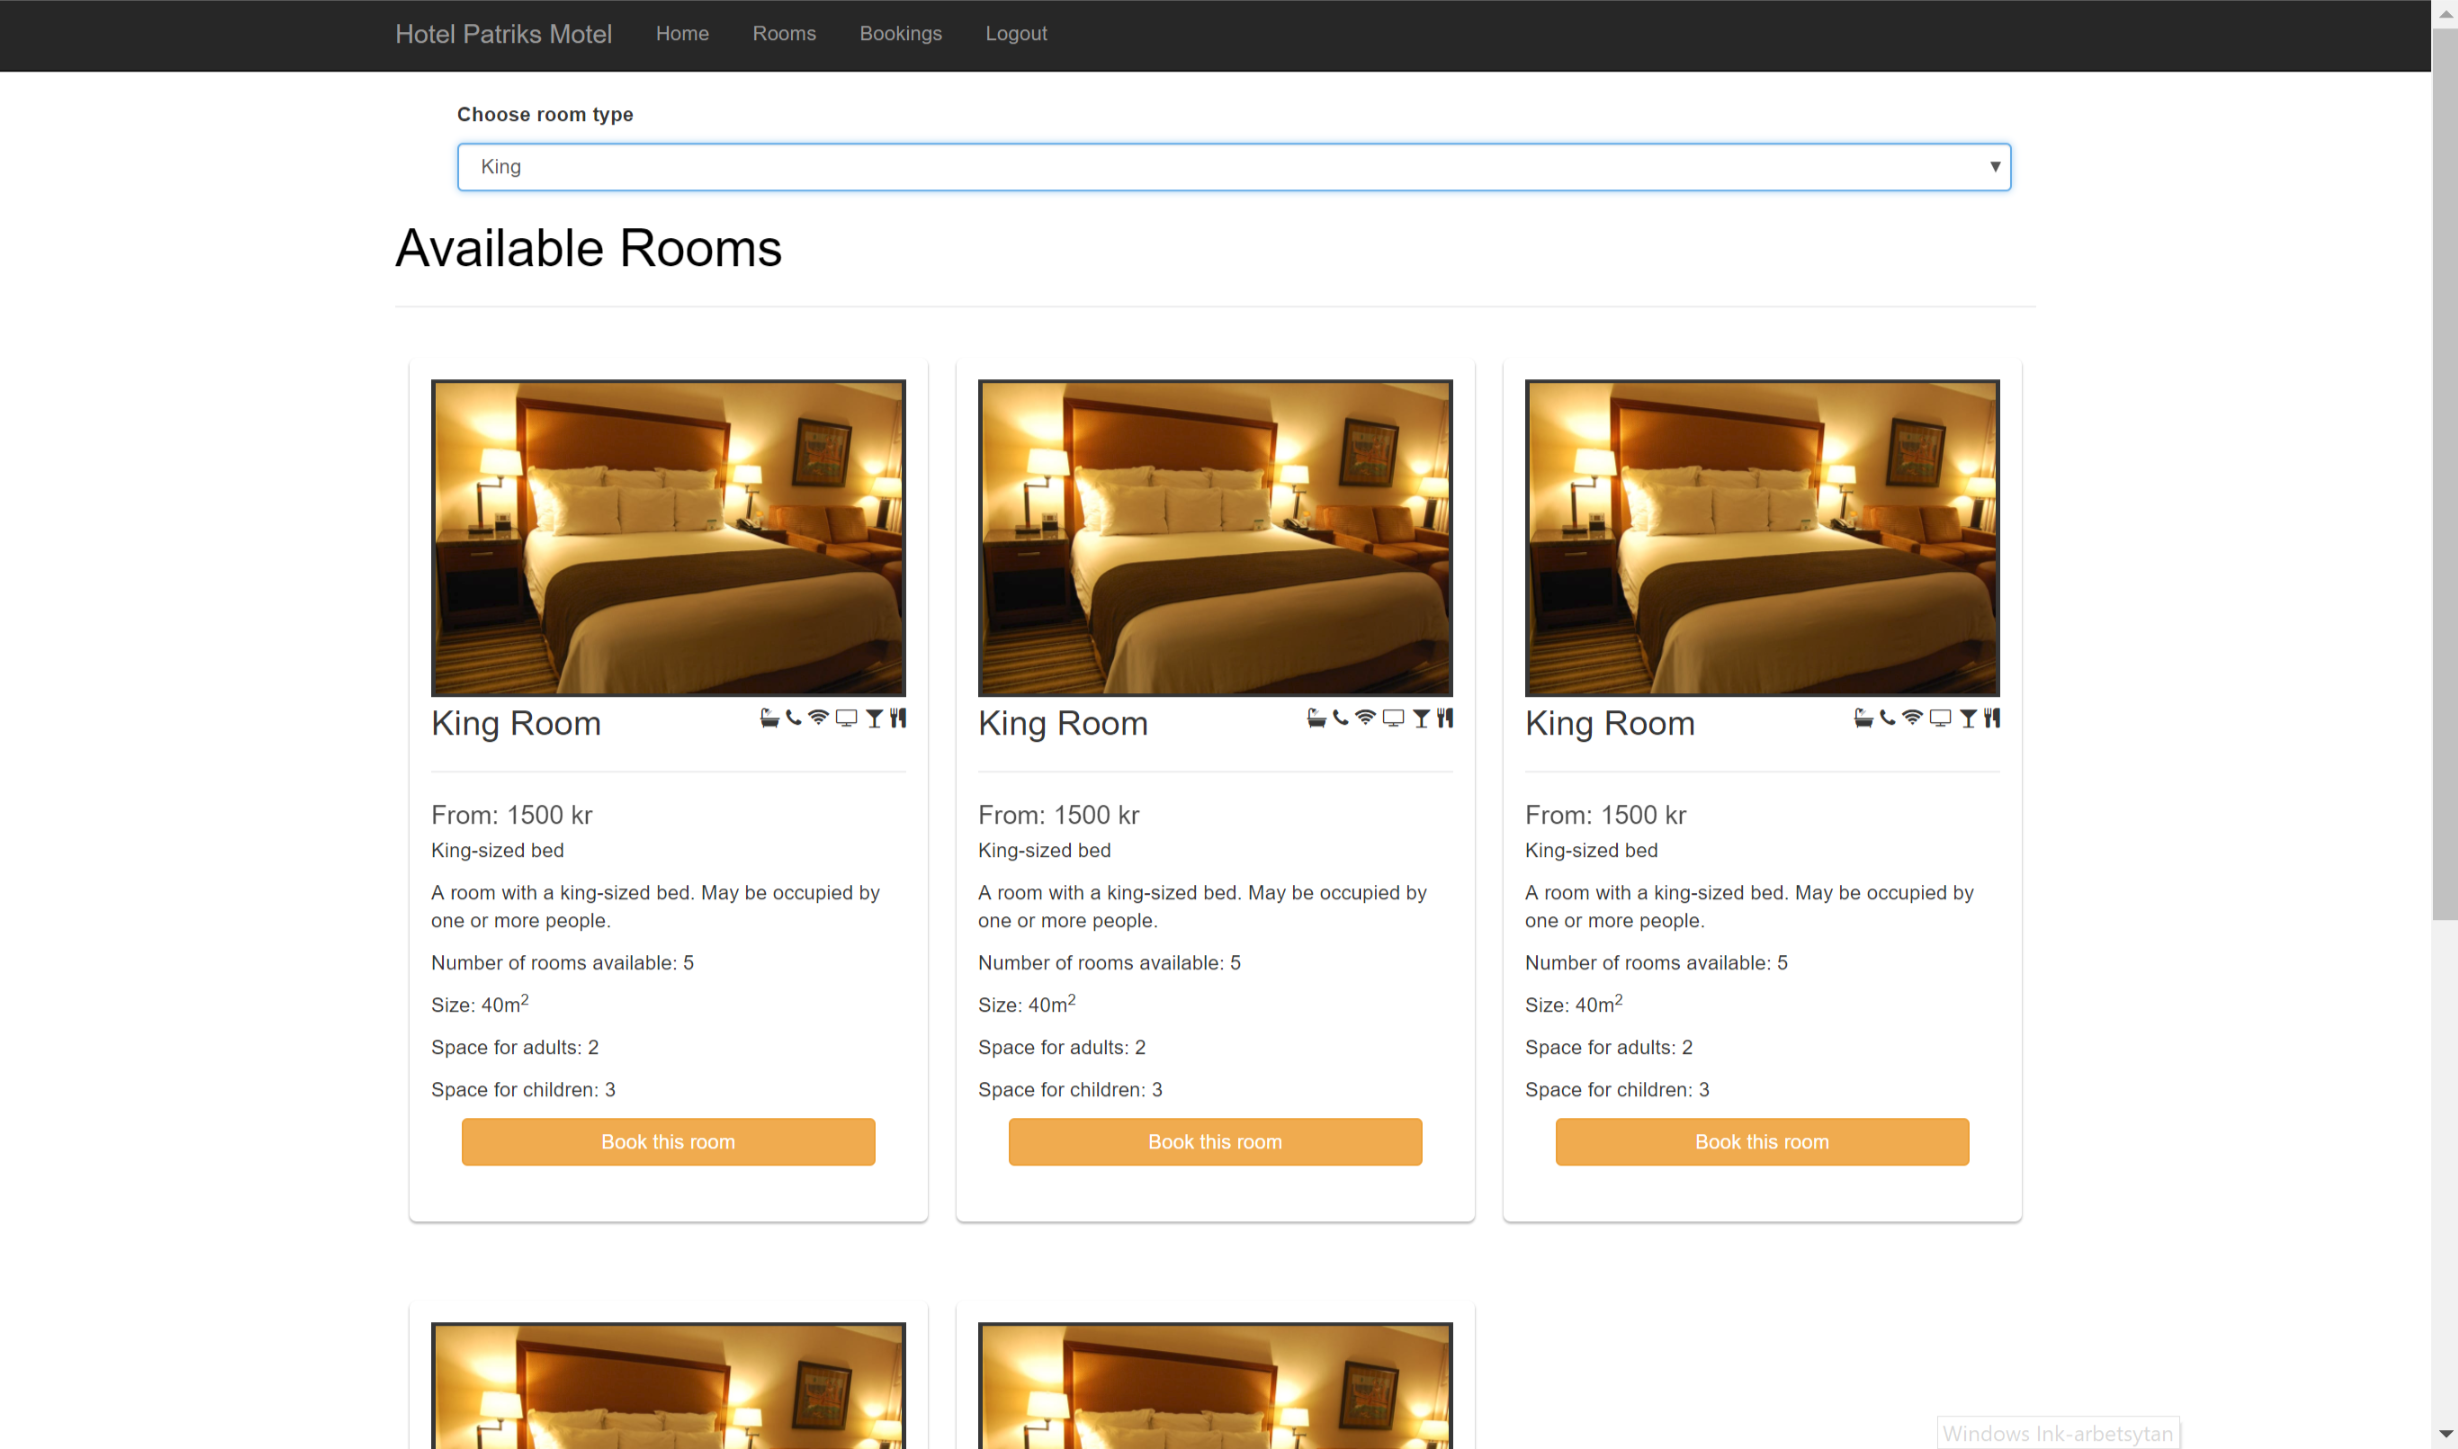 Hotel Patriks Motel Home Rooms Bookings Logout
Choose room type
King
Available Rooms
King Room
From: 1500 kr
King-sized bed
A room with a king-sized bed. May be occupied by
one or more people.
Number of rooms available: 5
Size: 40m²
Space for adults: 2
Space for children: 3
Book this room
King Room
From: 1500 kr
King-sized bed
A room with a king-sized bed. May be occupied by
one or more people.
Number of rooms available: 5
Size: 40m²
Space for adults: 2
Space for children: 3
Book this room
King Room
From: 1500 kr
King-sized bed
A room with a king-sized bed. May be occupied by
one or more people.
Number of rooms available: 5
Size: 40m²
Space for adults: 2
Space for children: 3
Book this room
Windows Ink-arbetsytan